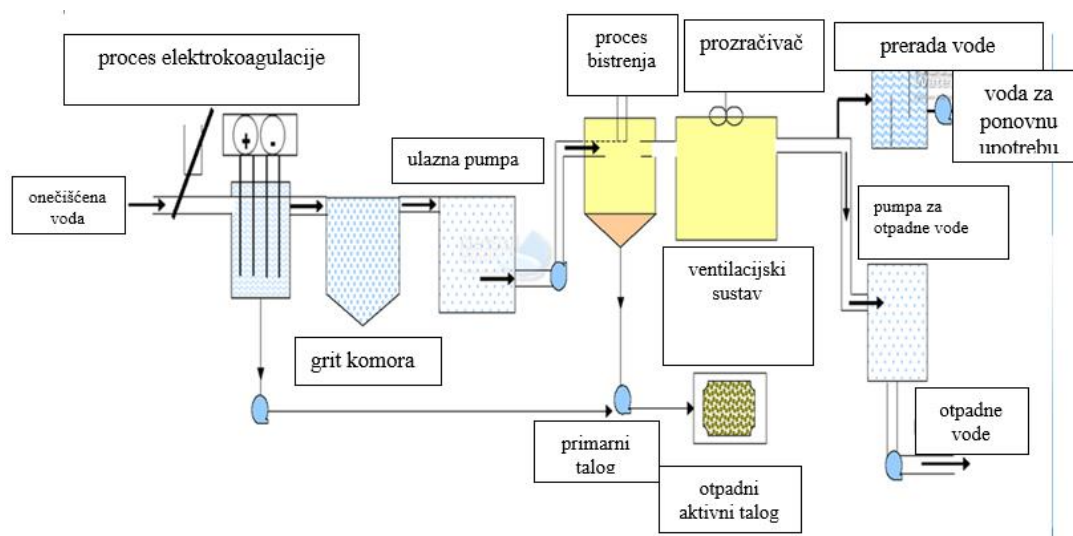 proces elektrokoagulacije
proces
bistrenja
prozračivač
prerada vode
voda za
ponovnu
upotrebu
ulazna pumpa
onečišćena
voda
+
-
pumpa za
otpadne vode
ventilacijski
sustav
grit komora
primarni
talog
otpadni
aktivni talog
otpadne
vode